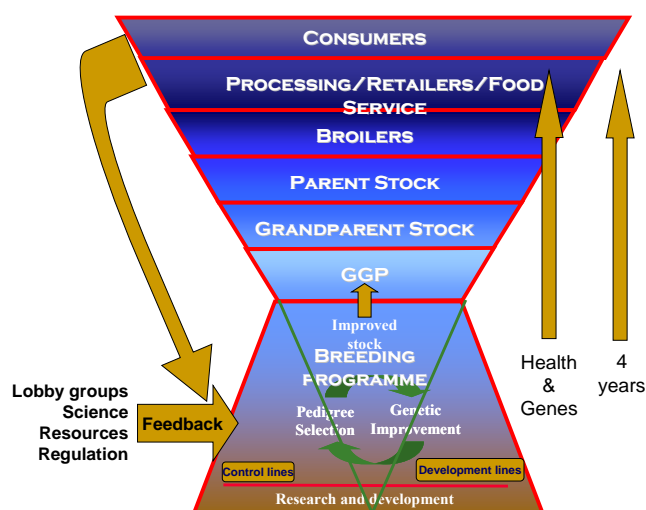 CONSUMERS
PROCESSING/RETAILERS/FOOD
SERVICE
BROILERS
PARENT STOCK
GRANDPARENT STOCK
GGP
Improved
stock
BREEDING
PROGRAMME
Pedigree
Selection
Genetic
Improvement
Control lines
Development lines
Research and development
Lobby groups
Science
Resources
Regulation
Feedback
Health
&
Genes
4
years